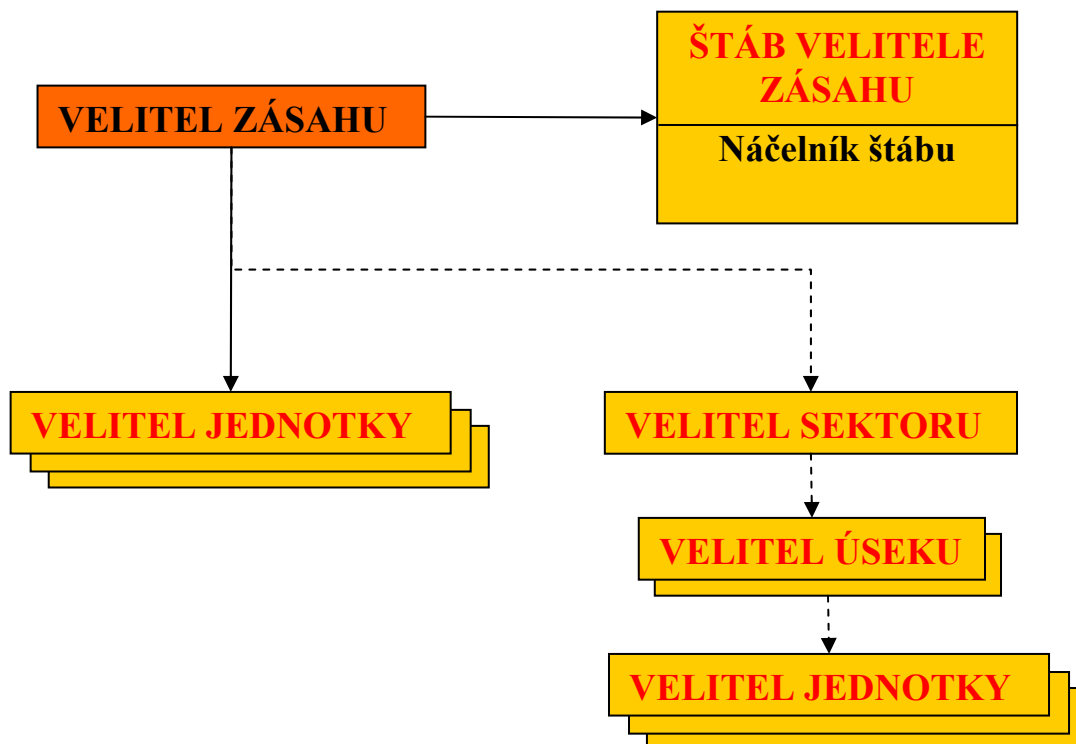 ŠTÁB VELITELE
ZÁSAHU
VELITEL ZÁSAHU
Náčelník štábu
VELITEL JEDNOTKY
VELITEL SEKTORU
VELITEL ÚSEKU
VELITEL JEDNOTKY